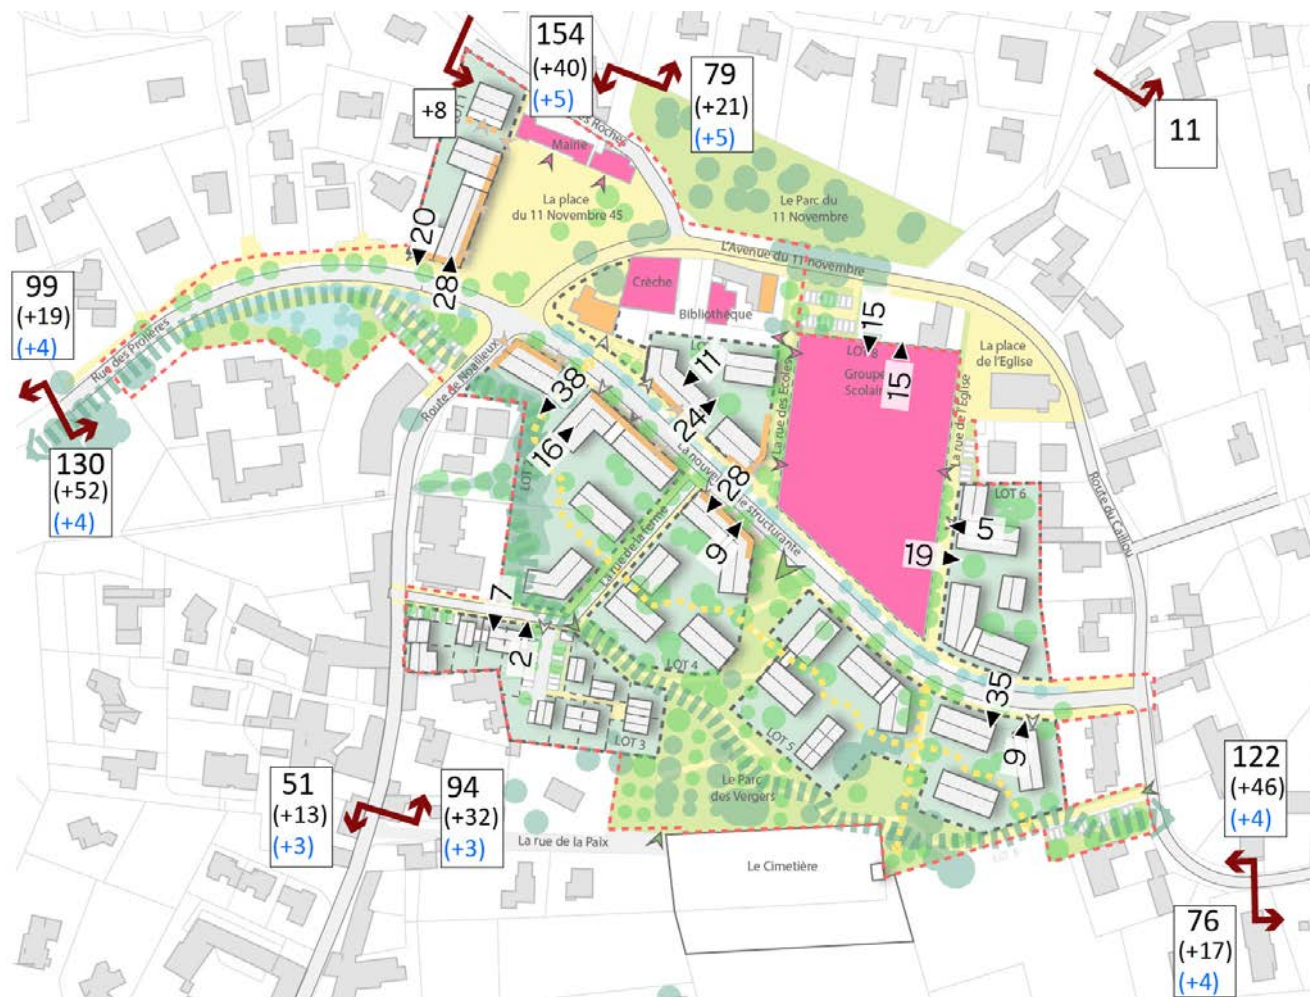 154
(+40)
(+5)
79
(+21)
(+5)
+8
11
Mairie
La place
du 11 Novembre 45
Le Parc du
11 Novembre
L'Avenue du 11 novembre
20
28
99
(+19)
(+4)
Rue des Prolières
130
(+52)
(+4)
Crèche
Bibliothèque
15
15
LOT 8
Groupe
Scolaire
La place
de l'Eglise
Route de Noailleux
38
16
11
24
La rue des Ecoles
La rue de l'Eglise
LOT 6
Route du Caillou
28
9
La rue de la ferme
5
19
7
2
LOT 4
LOT 3
LOT 5
35
9
Le Parc
des Vergers
51
(+13)
(+3)
94
(+32)
(+3)
La rue de la Paix
Le Cimetière
122
(+46)
(+4)
76
(+17)
(+4)